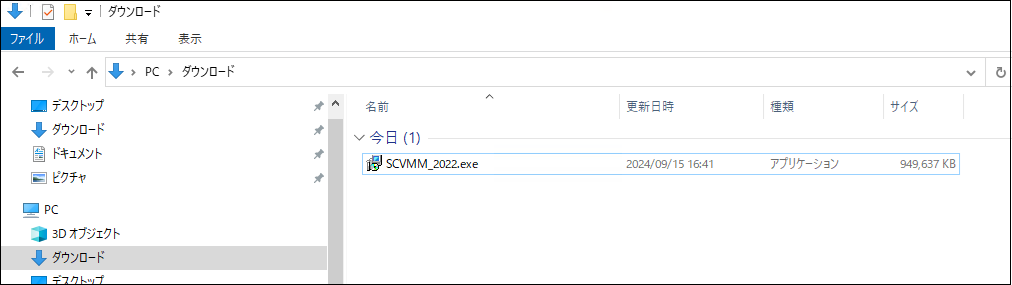 ダウンロード
ファイル ホーム 共有 表示
PC ダウンロード
デスクトップ
ダウンロード
ドキュメント
ピクチャ
PC
3D オブジェクト
ダウンロード
デスクトップ
名前 更新日時 種類 サイズ
今日 (1)
SCVMM_2022.exe 2024/09/15 16:41 アプリケーション 949,637 KB